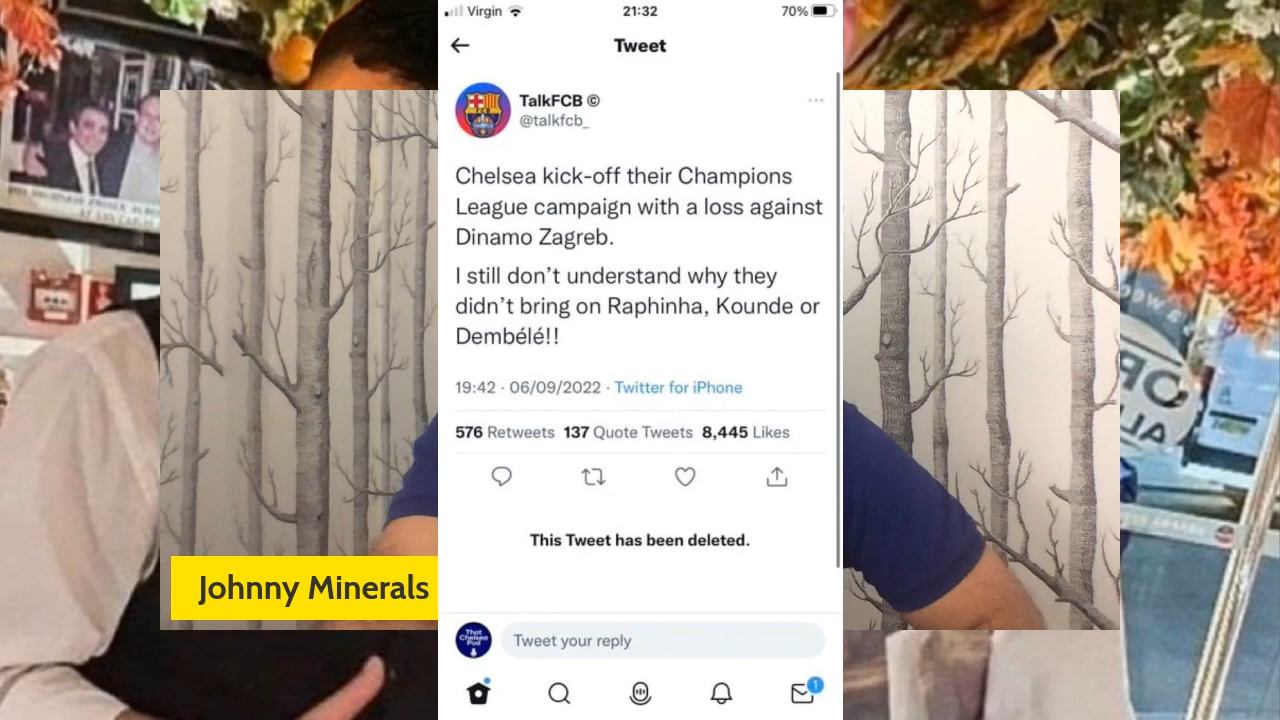 Virgin
21:32
70%
Tweet
TalkFCB ©
@talkfcb_
Chelsea kick-off their Champions
League campaign with a loss against
Dinamo Zagreb.
I still don’t understand why they
didn’t bring on Raphinha, Kounde or
Dembélé!!
19:42 · 06/09/2022 · Twitter for iPhone
576 Retweets 137 Quote Tweets 8,445 Likes
This Tweet has been deleted.
That
Chelsea
Pod
Tweet your reply
1
Johnny Minerals